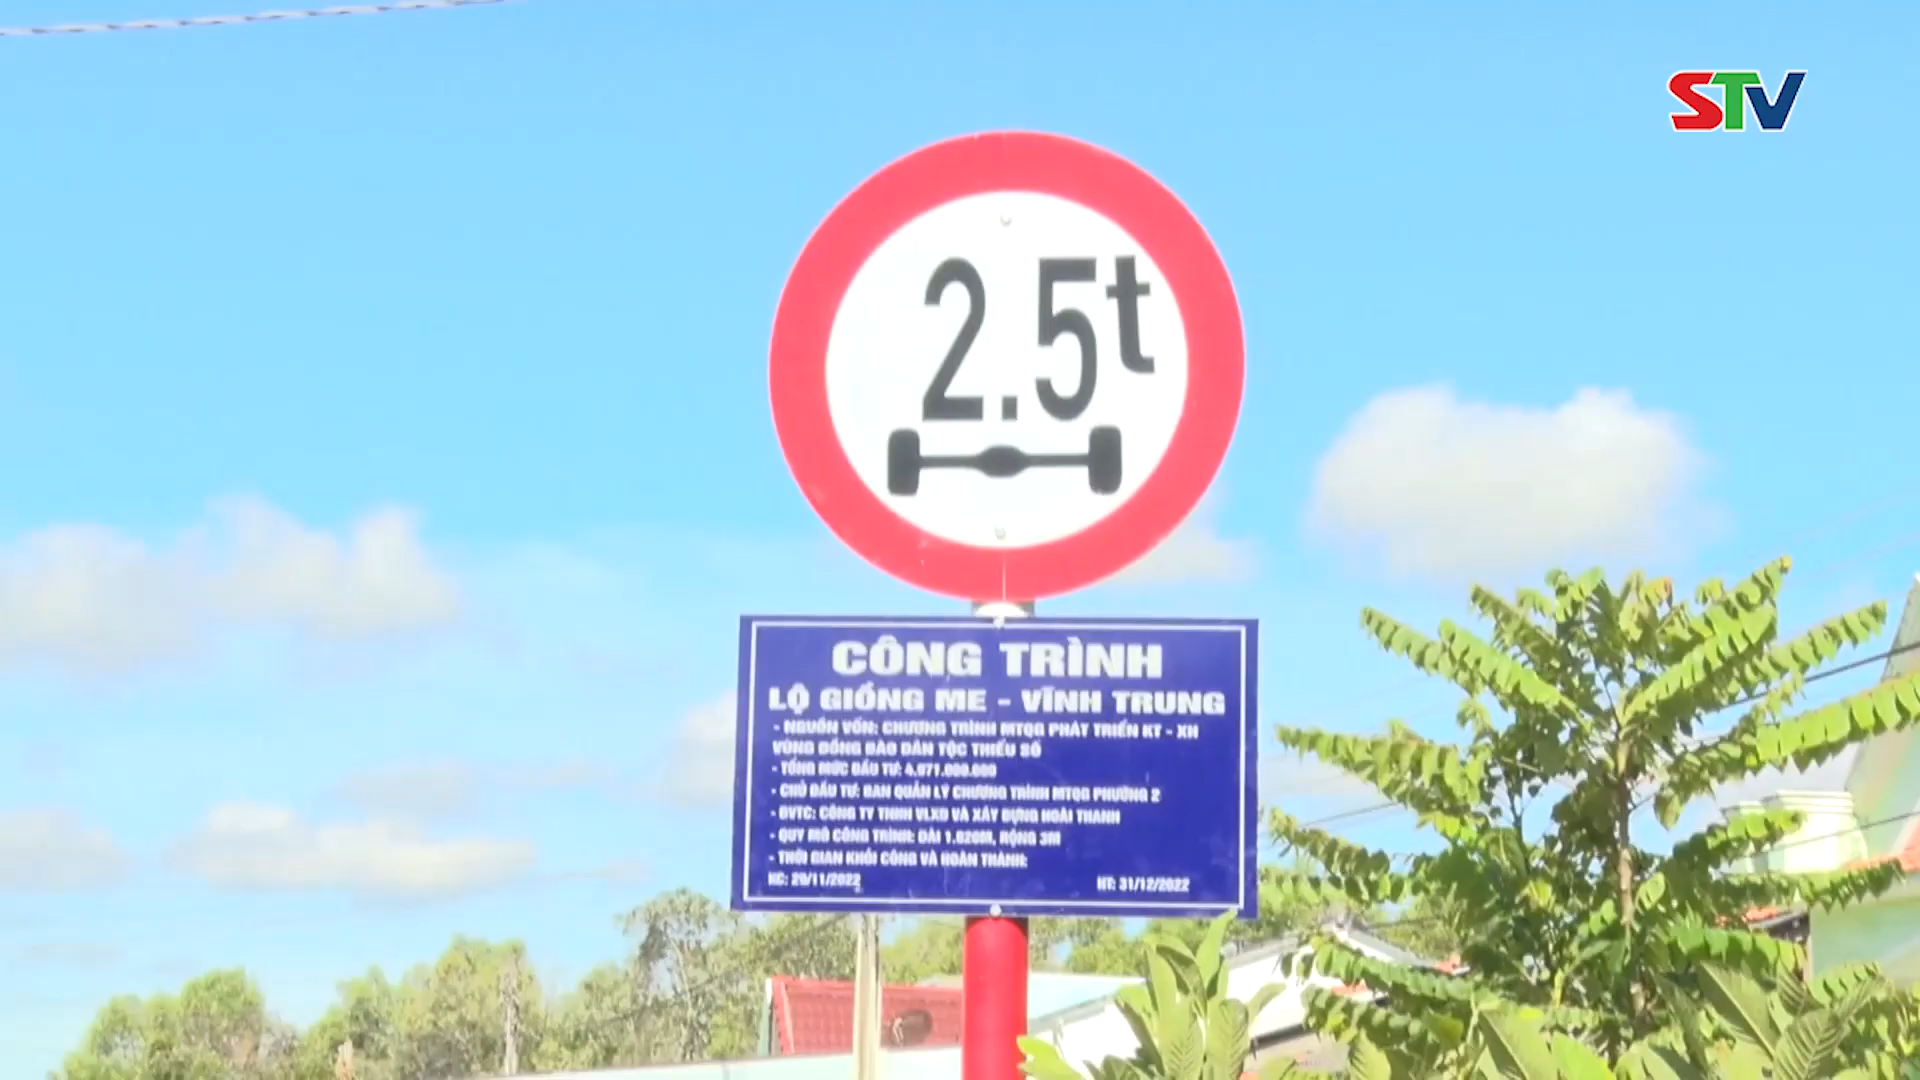 STV
2.5t
CÔNG TRÌNH
LỘ GIỒNG ME - VĨNH TRUNG
- NGUỒN VỐN: CHƯƠNG TRÌNH MTQG PHÁT TRIỂN KT - XH
VÙNG ĐỒNG BÀO DÂN TỘC THIỂU SỐ
- TỔNG MỨC ĐẦU TƯ: 4.971.000.000
- CHỦ ĐẦU TƯ: BAN QUẢN LÝ CHƯƠNG TRÌNH MTQG PHƯỜNG 2
- ĐVTC: CÔNG TY TNHH VLXD VÀ XÂY DỰNG HOÀI THANH
- QUY MÔ CÔNG TRÌNH: DÀI 1.626M, RỘNG 3M
- THỜI GIAN KHỞI CÔNG VÀ HOÀN THÀNH:
KC: 20/11/2022 HT: 31/12/2022